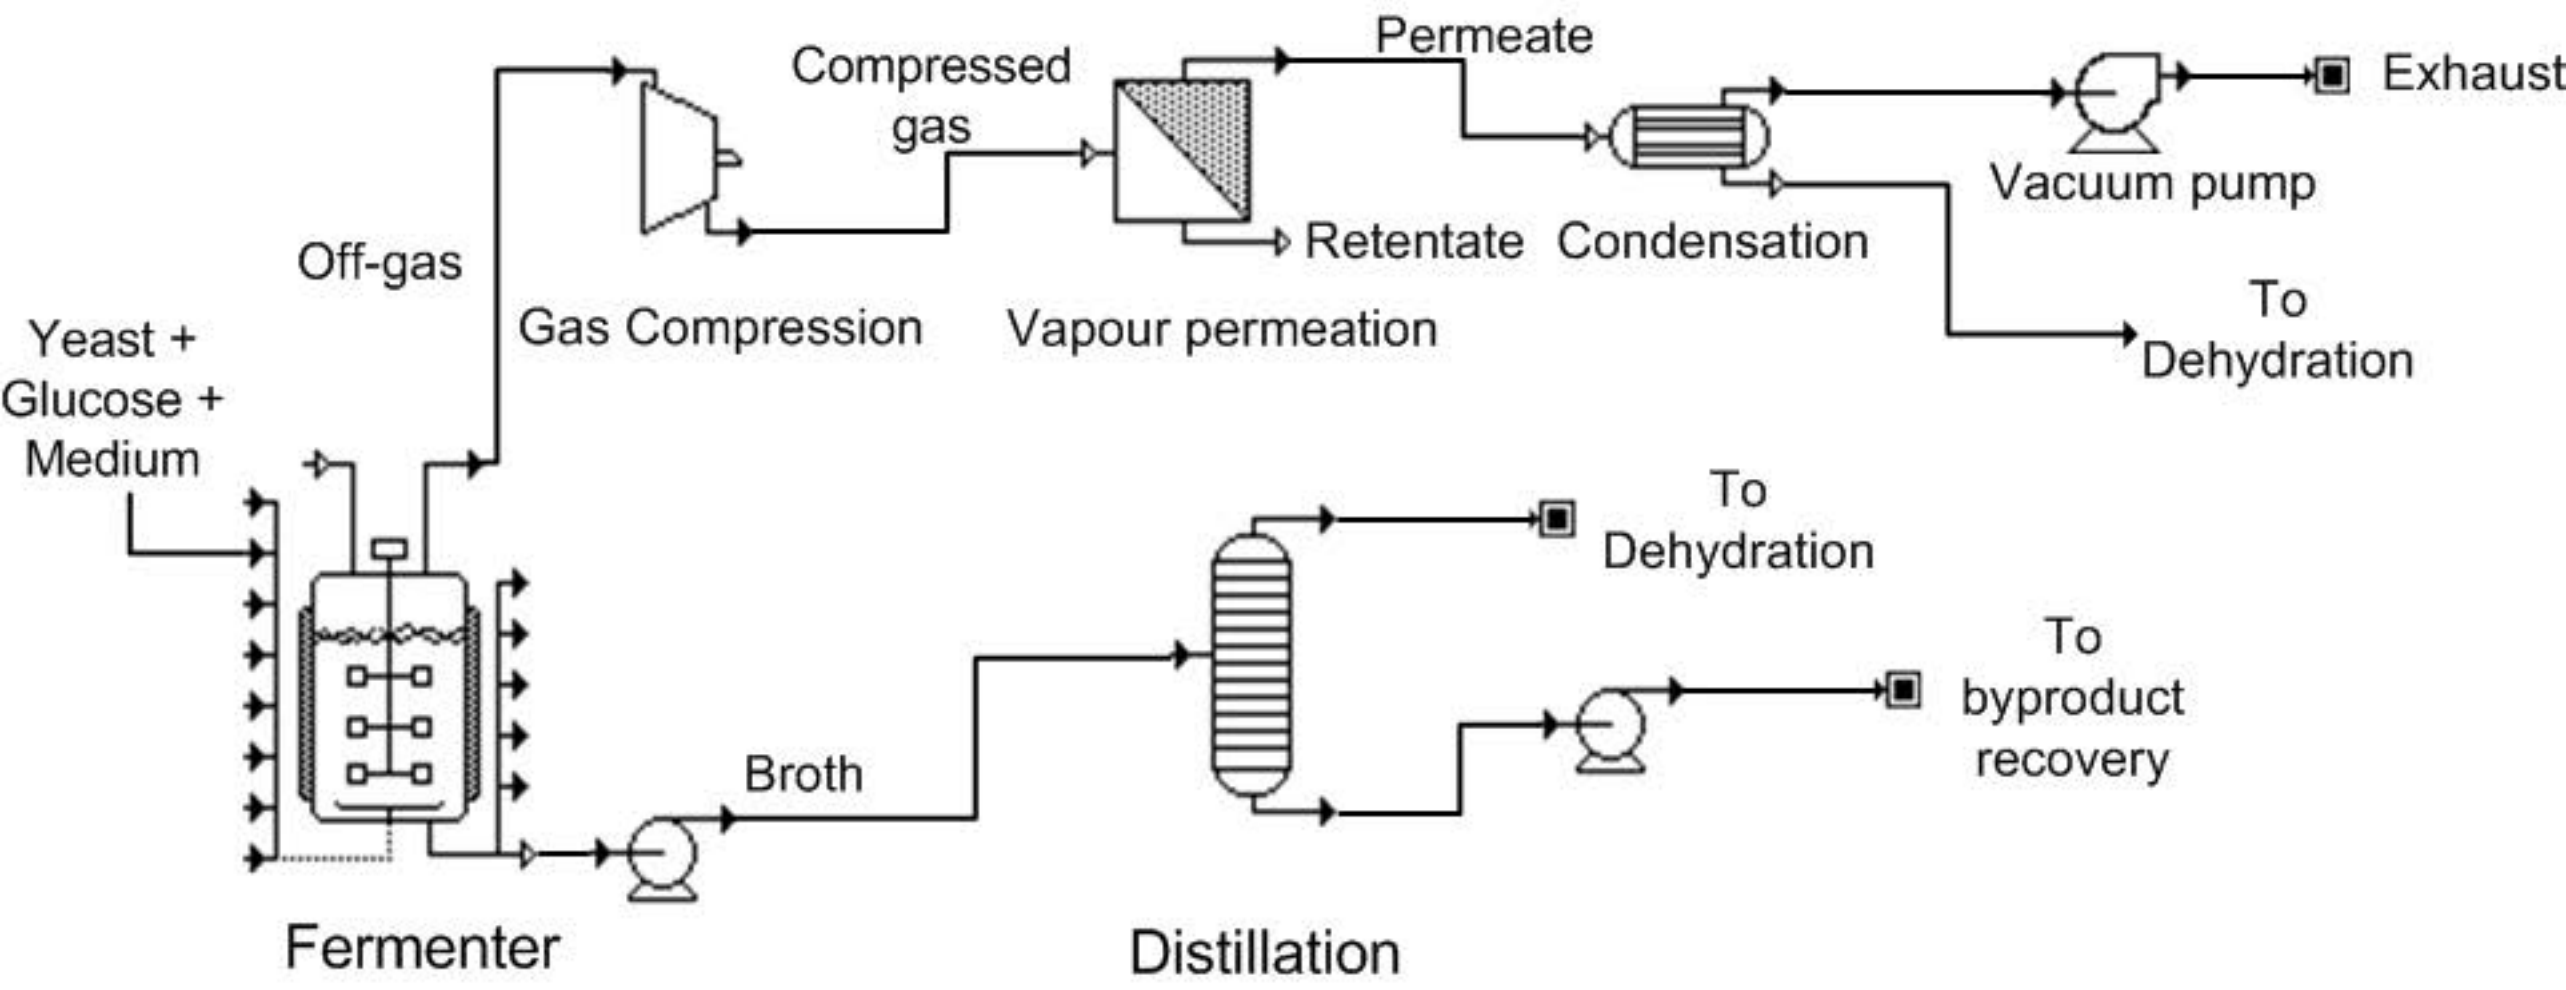 Permeate
Compressed
gas
Exhaust
Vacuum pump
Off-gas
Retentate
Condensation
Gas Compression
Vapour permeation
To
Dehydration
Yeast +
Glucose +
Medium
To
Dehydration
To
byproduct
recovery
Broth
Fermenter
Distillation